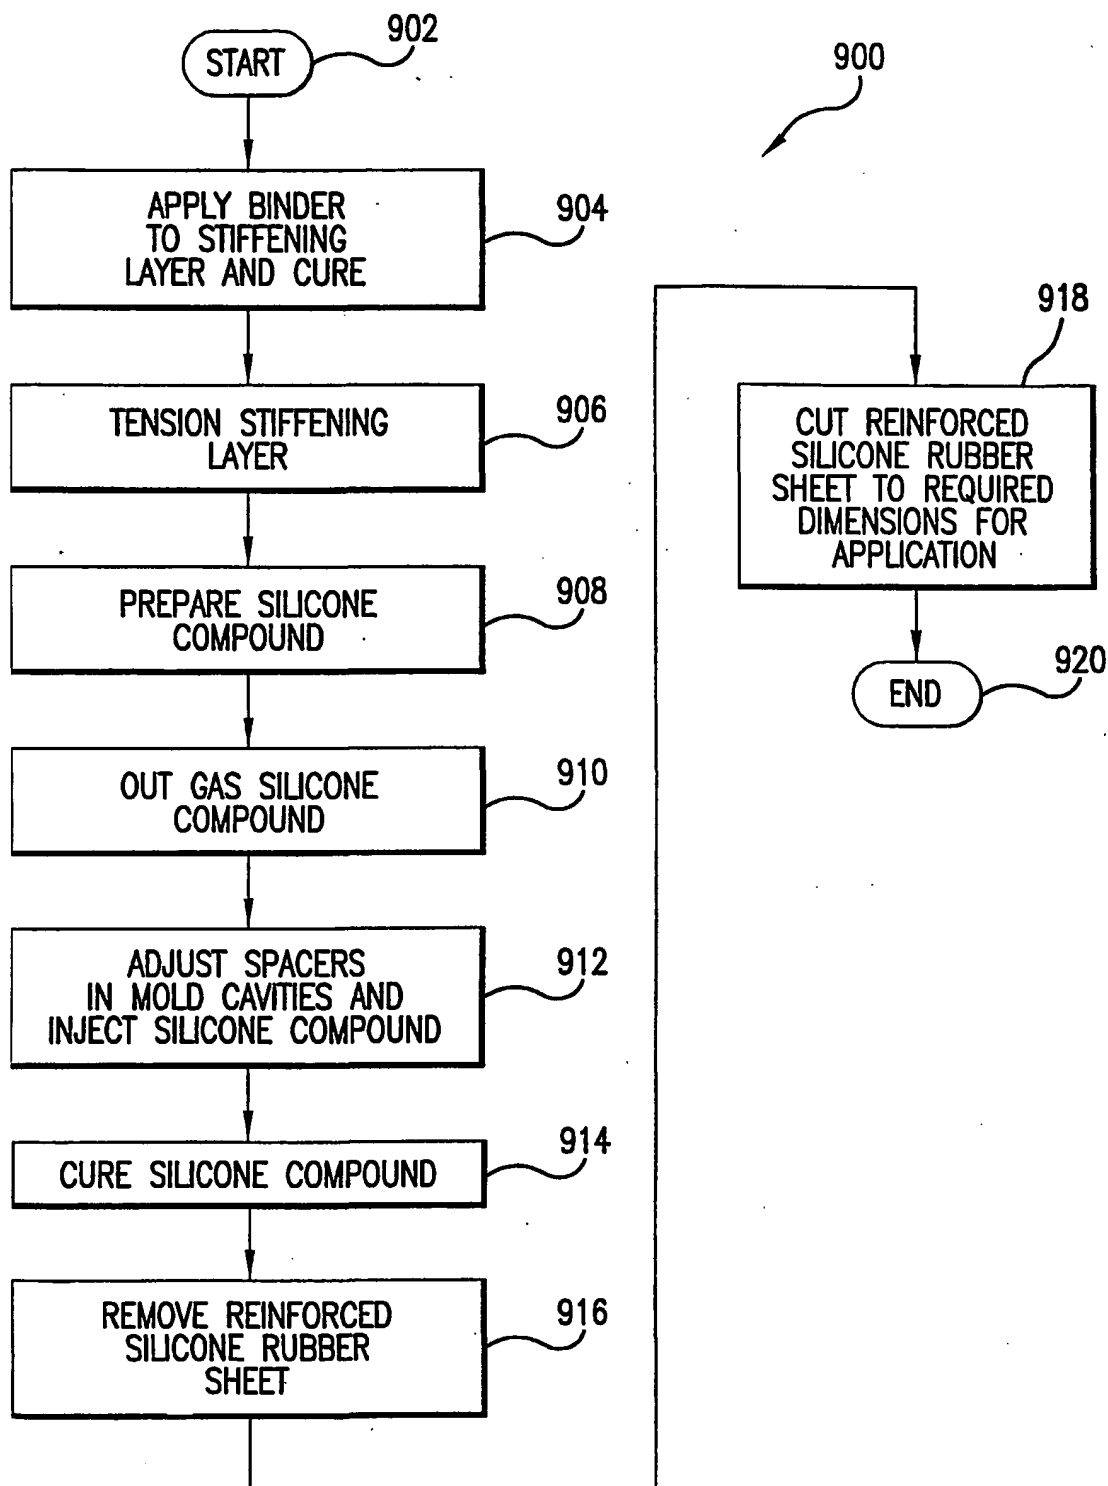 START
902
900
APPLY BINDER
TO STIFFENING
LAYER AND CURE
904
TENSION STIFFENING
LAYER
906
PREPARE SILICONE
COMPOUND
908
OUT GAS SILICONE
COMPOUND
910
ADJUST SPACERS
IN MOLD CAVITIES AND
INJECT SILICONE COMPOUND
912
CURE SILICONE COMPOUND
914
REMOVE REINFORCED
SILICONE RUBBER
SHEET
916
918
CUT REINFORCED
SILICONE RUBBER
SHEET TO REQUIRED
DIMENSIONS FOR
APPLICATION
END
920